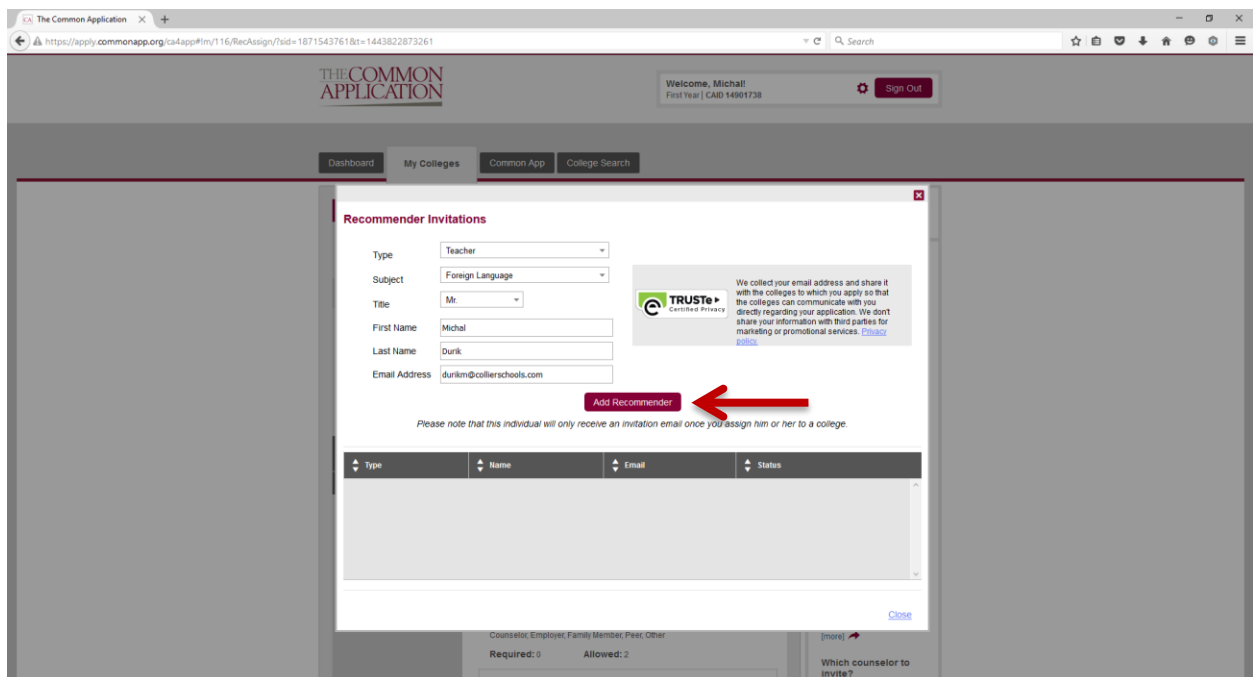 CA The Common Application × +
https://apply.commonapp.org/ca4app#!m/116/RecAssign/?sid=1871543761&t=1443822873261
Search
THE COMMON
APPLICATION
Welcome, Michal!
First Year | CAID 14901738
Sign Out
Dashboard My Colleges Common App College Search
Recommender Invitations
Type Teacher
Subject Foreign Language
Title Mr.
First Name Michal
Last Name Durik
Email Address durikm@collierschools.com
e TRUSTe
Certified Privacy
We collect your email address and share it
with the colleges to which you apply so that
the colleges can communicate with you
directly regarding your application. We don't
share your information with third parties for
marketing or promotional services. Privacy
policy.
Add Recommender
Please note that this individual will only receive an invitation email once you assign him or her to a college.
Type Name Email Status
Close
Counselor, Employer, Family Member, Peer, Other
Required: 0 Allowed: 2
[more]
Which counselor to
invite?